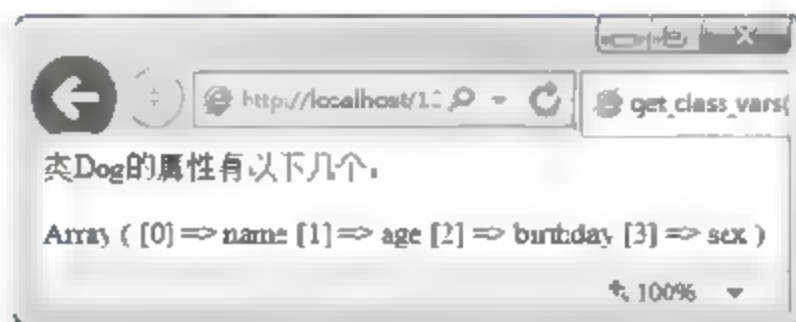 http://localhost/1
get_class_vars(
类Dog的属性有以下几个:
Array ( [0] => name [1] => age [2] => birthday [3] => sex )
100%